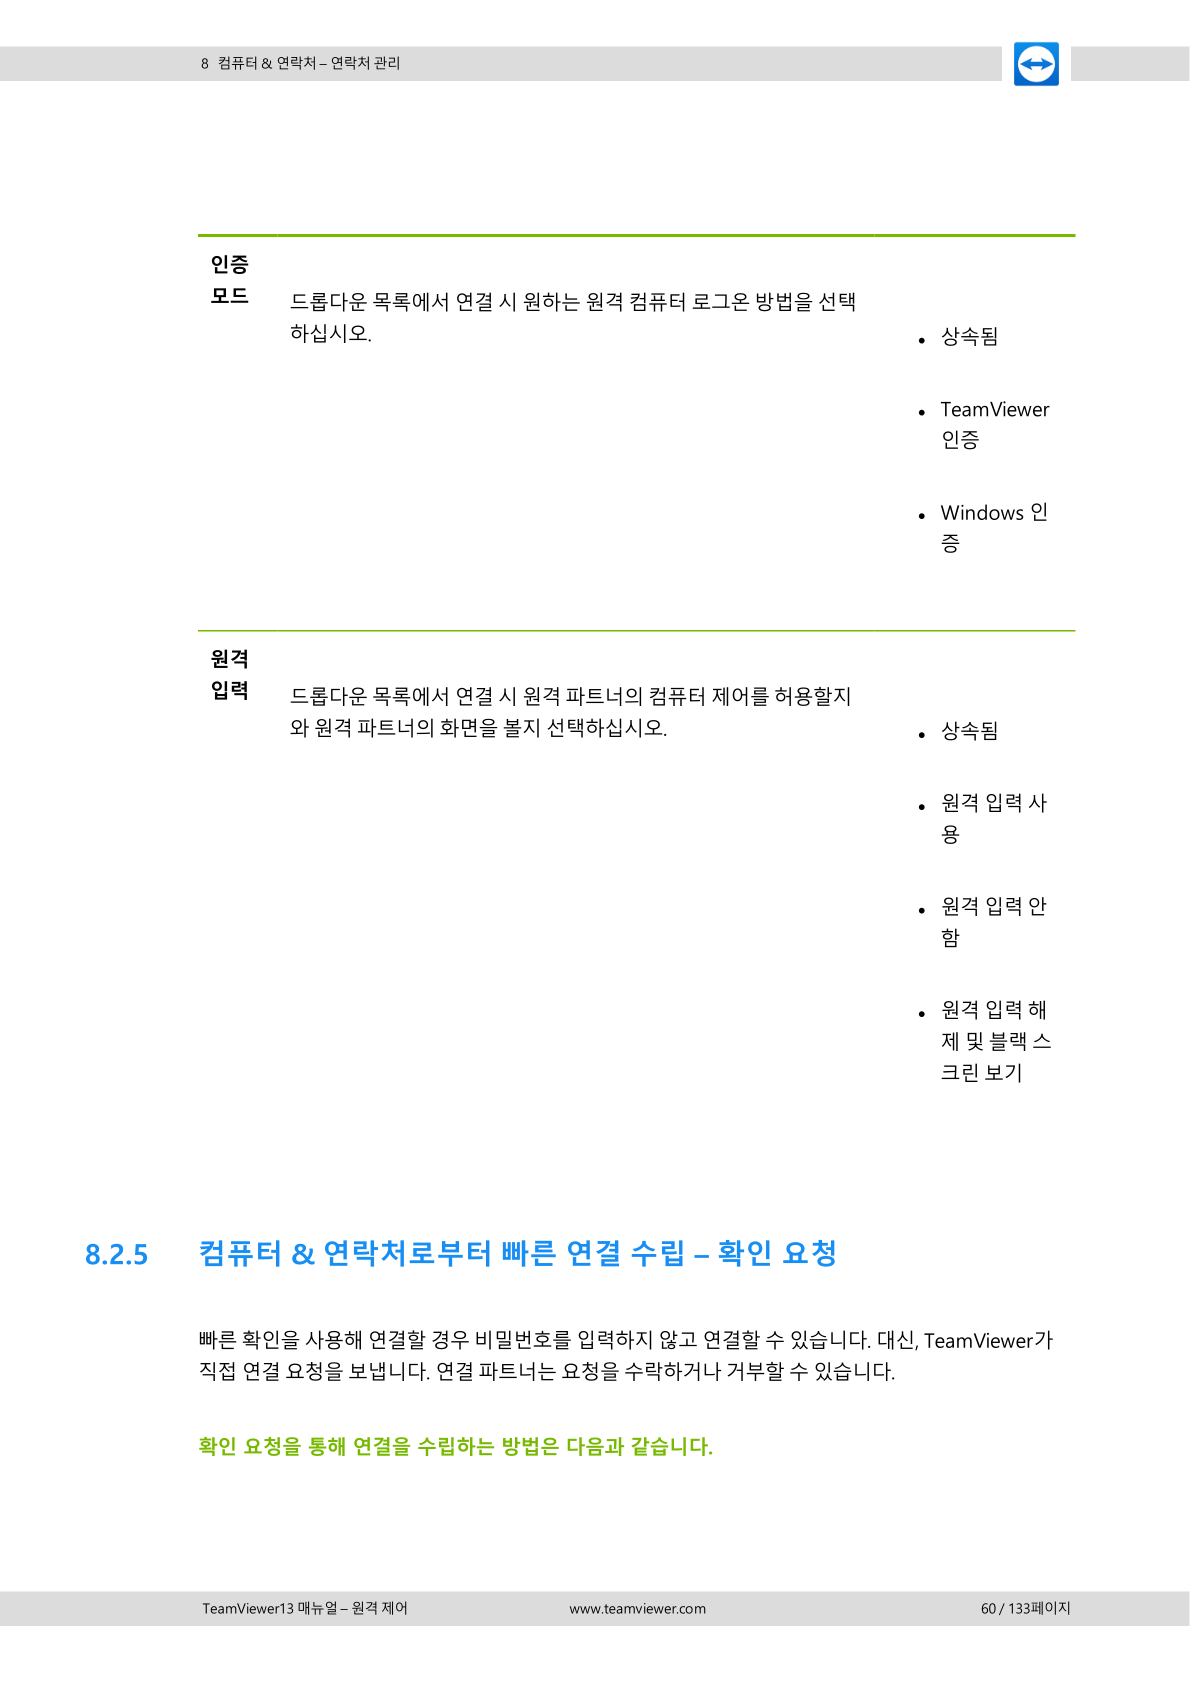 8 컴퓨터 & 연락처 – 연락처 관리
인증
모드
드롭다운 목록에서 연결 시 원하는 원격 컴퓨터 로그온 방법을 선택
하십시오.
• 상속됨
• TeamViewer
인증
• Windows 인
증
원격
입력
드롭다운 목록에서 연결 시 원격 파트너의 컴퓨터 제어를 허용할지
와 원격 파트너의 화면을 볼지 선택하십시오.
• 상속됨
• 원격 입력 사
용
• 원격 입력 안
함
• 원격 입력 해
제 및 블랙 스
크린 보기
8.2.5 컴퓨터 & 연락처로부터 빠른 연결 수립 – 확인 요청
빠른 확인을 사용해 연결할 경우 비밀번호를 입력하지 않고 연결할 수 있습니다. 대신, TeamViewer가
직접 연결 요청을 보냅니다. 연결 파트너는 요청을 수락하거나 거부할 수 있습니다.
확인 요청을 통해 연결을 수립하는 방법은 다음과 같습니다.
TeamViewer13 매뉴얼 – 원격 제어 www.teamviewer.com 60 / 133페이지